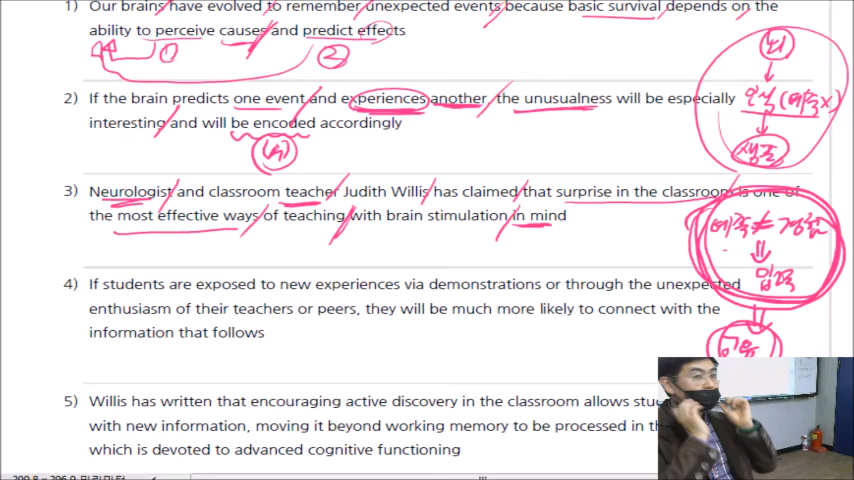 1) Our brains have evolved to remember unexpected events because basic survival depends on the
ability to perceive causes and predict effects
① ②
뇌
2) If the brain predicts one event and experiences another, the unusualness will be especially
interesting and will be encoded accordingly
인식(예측x)
생존
3) Neurologist and classroom teacher Judith Willis has claimed that surprise in the classroom is one of
the most effective ways of teaching with brain stimulation in mind
예측≠경험
4) If students are exposed to new experiences via demonstrations or through the unexpected
enthusiasm of their teachers or peers, they will be much more likely to connect with the
information that follows
5) Willis has written that encouraging active discovery in the classroom allows
with new information, moving it beyond working memory to be processed in
which is devoted to advanced cognitive functioning